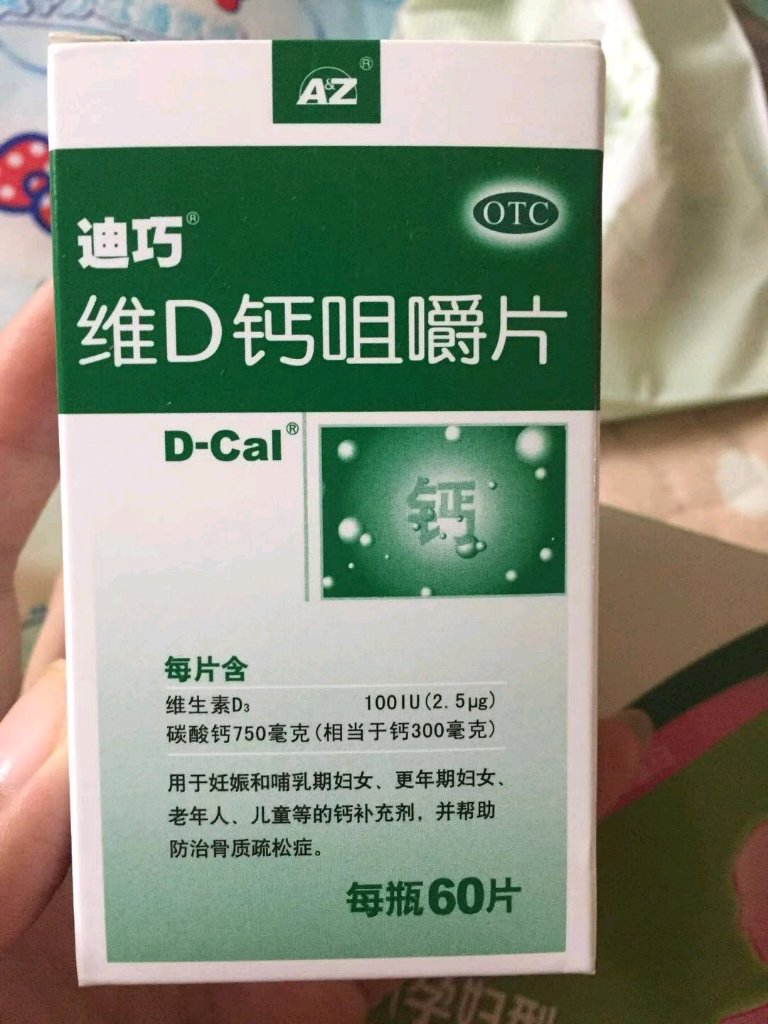 A&Z®
OTC
迪巧®
维D钙咀嚼片
D-Cal®
钙
每片含
维生素D₃ 100IU(2.5μg)
碳酸钙750毫克(相当于钙300毫克)
用于妊娠和哺乳期妇女、更年期妇女、
老年人、儿童等的钙补充剂,并帮助
防治骨质疏松症。
每瓶60片